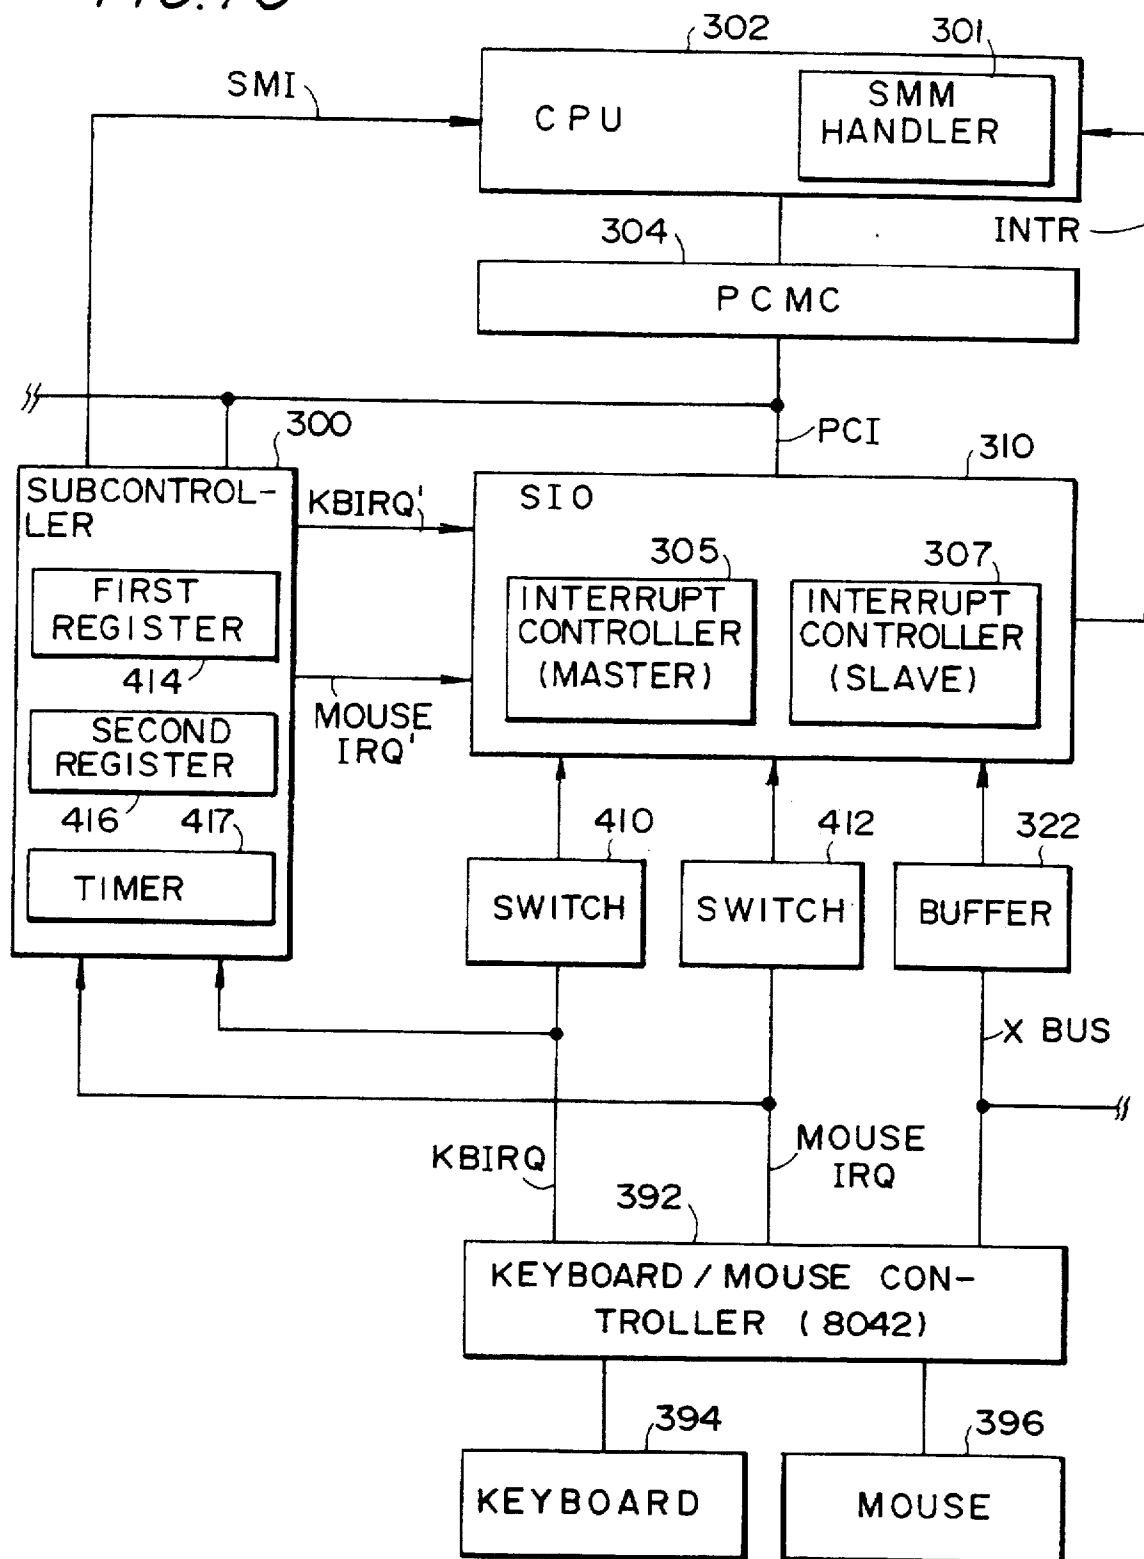 302
301
SMI
CPU
SMM
HANDLER
INTR
304
PCMC
PCI
300
310
SUBCONTROL-
LER
KBIRQ'
SIO
305
307
FIRST
REGISTER
INTERRUPT
CONTROLLER
(MASTER)
INTERRUPT
CONTROLLER
(SLAVE)
414
MOUSE
IRQ'
SECOND
REGISTER
416
417
410
412
322
TIMER
SWITCH
SWITCH
BUFFER
X BUS
KBIRQ
MOUSE
IRQ
392
KEYBOARD / MOUSE CON-
TROLLER (8042)
394
396
KEYBOARD
MOUSE